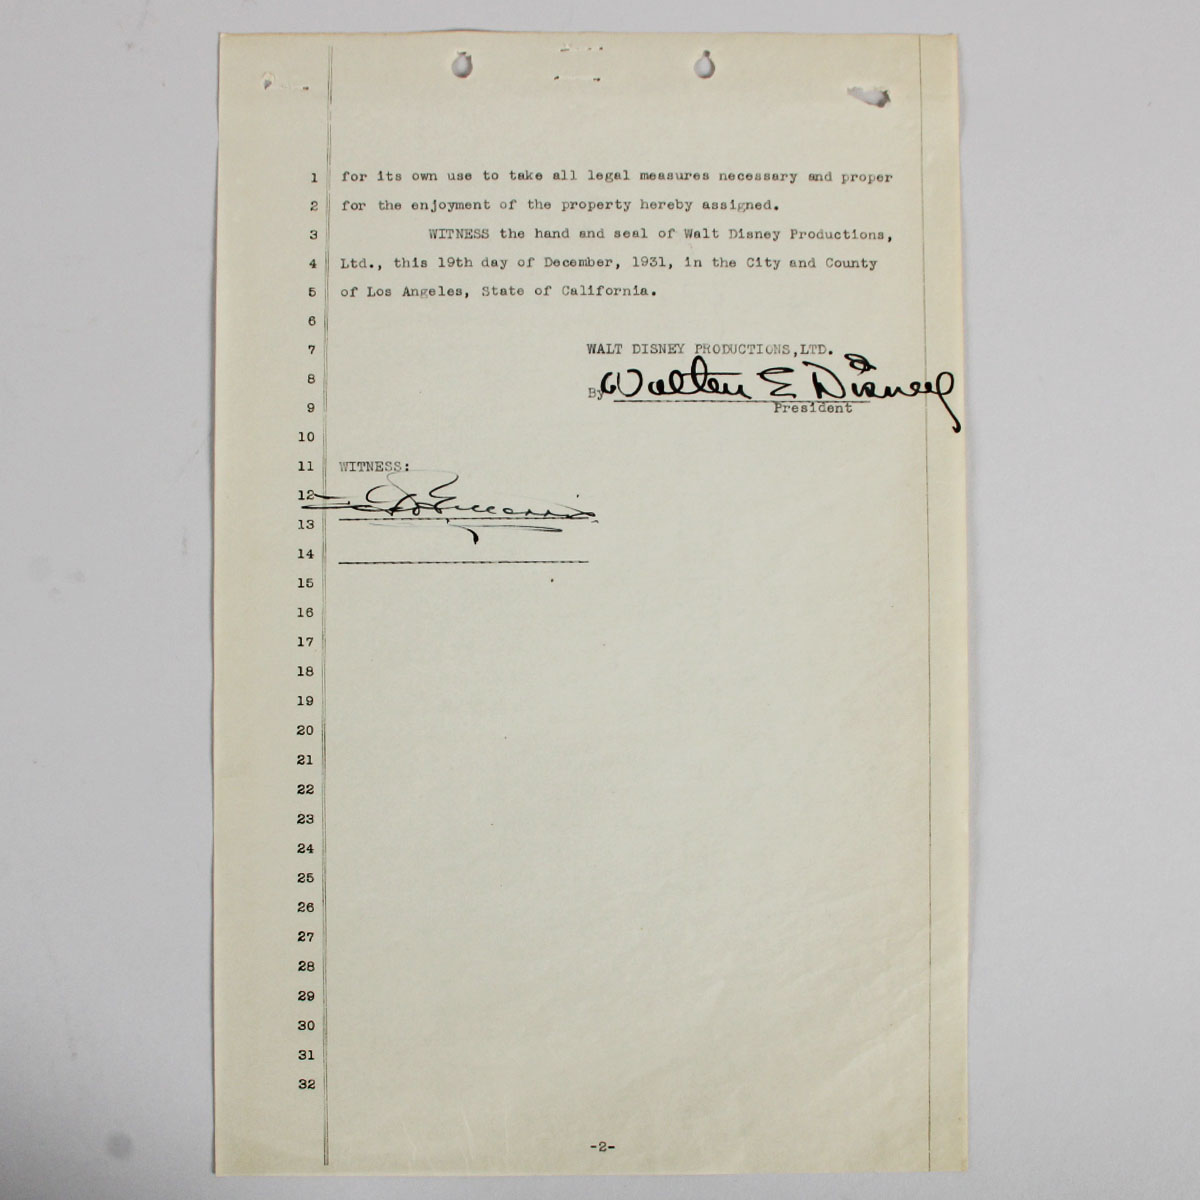 1 for its own use to take all legal measures necessary and proper
2 for the enjoyment of the property hereby assigned.
3 WITNESS the hand and seal of Walt Disney Productions,
4 Ltd., this 19th day of December, 1931, in the City and County
5 of Los Angeles, State of California.
6
7 WALT DISNEY PRODUCTIONS,LTD.
8 By Walter E Disney
9 President
10
11 WITNESS:
12
13
14
15
16
17
18
19
20
21
22
23
24
25
26
27
28
29
30
31
32
-2-